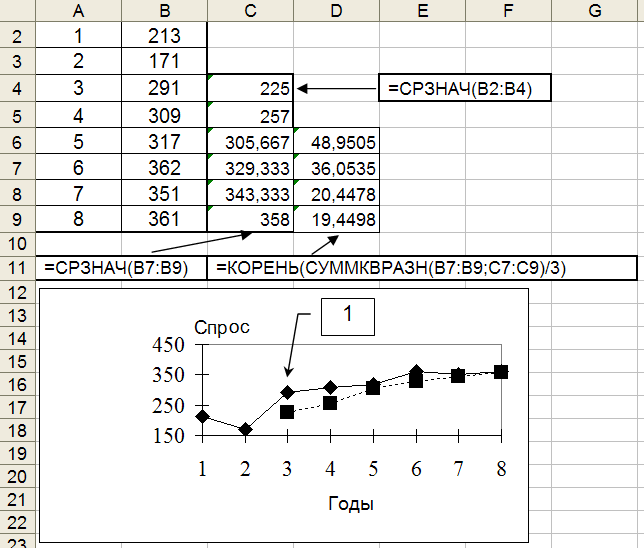 A B C D E F G
2 1 213
3 2 171
4 3 291 225 =СРЗНАЧ(B2:B4)
5 4 309 257
6 5 317 305,667 48,9505
7 6 362 329,333 36,0535
8 7 351 343,333 20,4478
9 8 361 358 19,4498
10
11 =СРЗНАЧ(B7:B9) =КОРЕНЬ(СУММКВРАЗН(B7:B9;C7:C9)/3)
12
13
14
15
16
17
18
19
20
21
22
23
1
Спрос
450
350
250
150
1 2 3 4 5 6 7 8
Годы